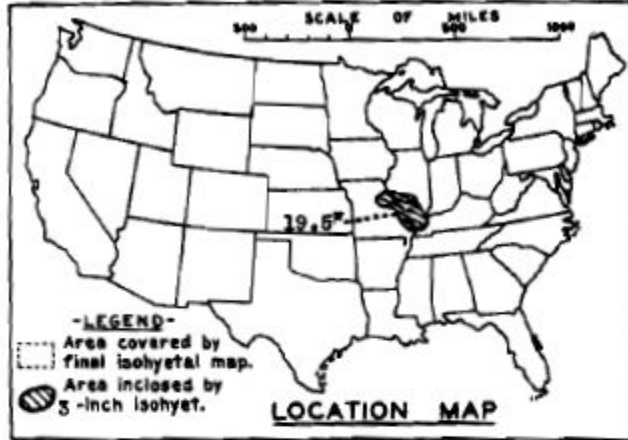 SCALE OF MILES
500 0 500 1000
19.5"
-LEGEND-
Area covered by
final isohyetal map.
Area inclosed by
3-inch isohyet.
LOCATION MAP